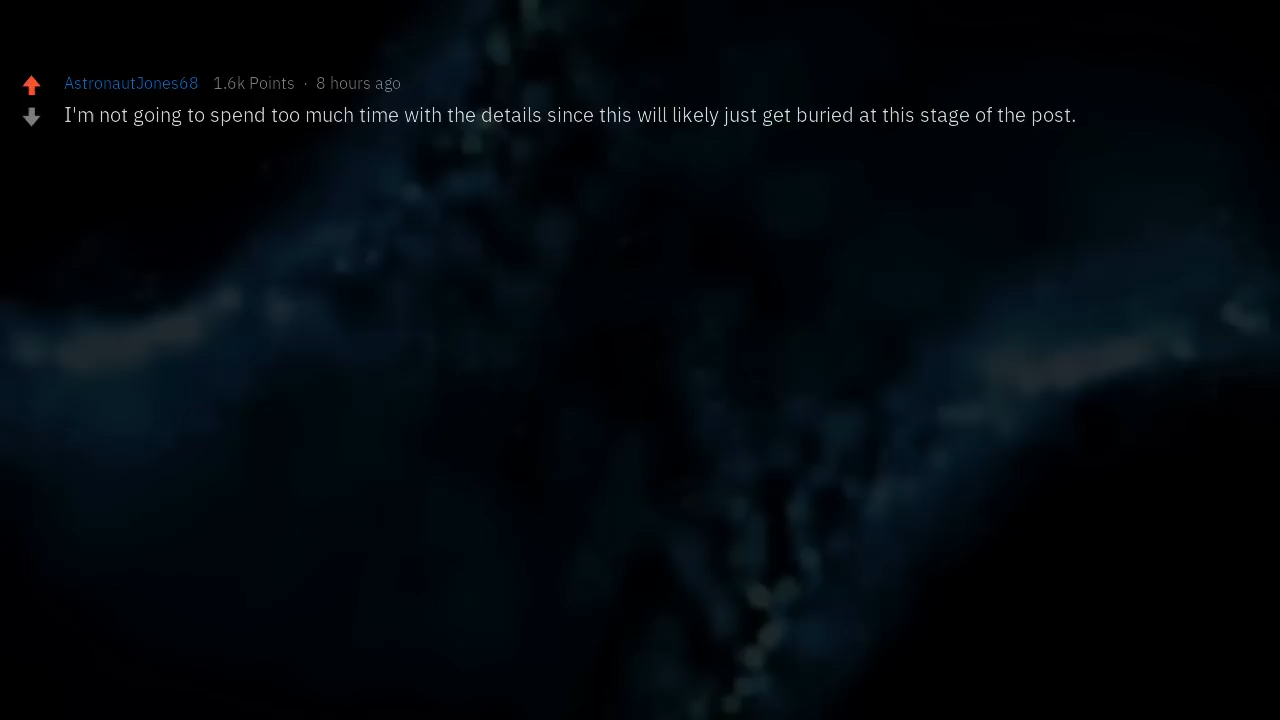 AstronautJones68 1.6k Points · 8 hours ago
I'm not going to spend too much time with the details since this will likely just get buried at this stage of the post.